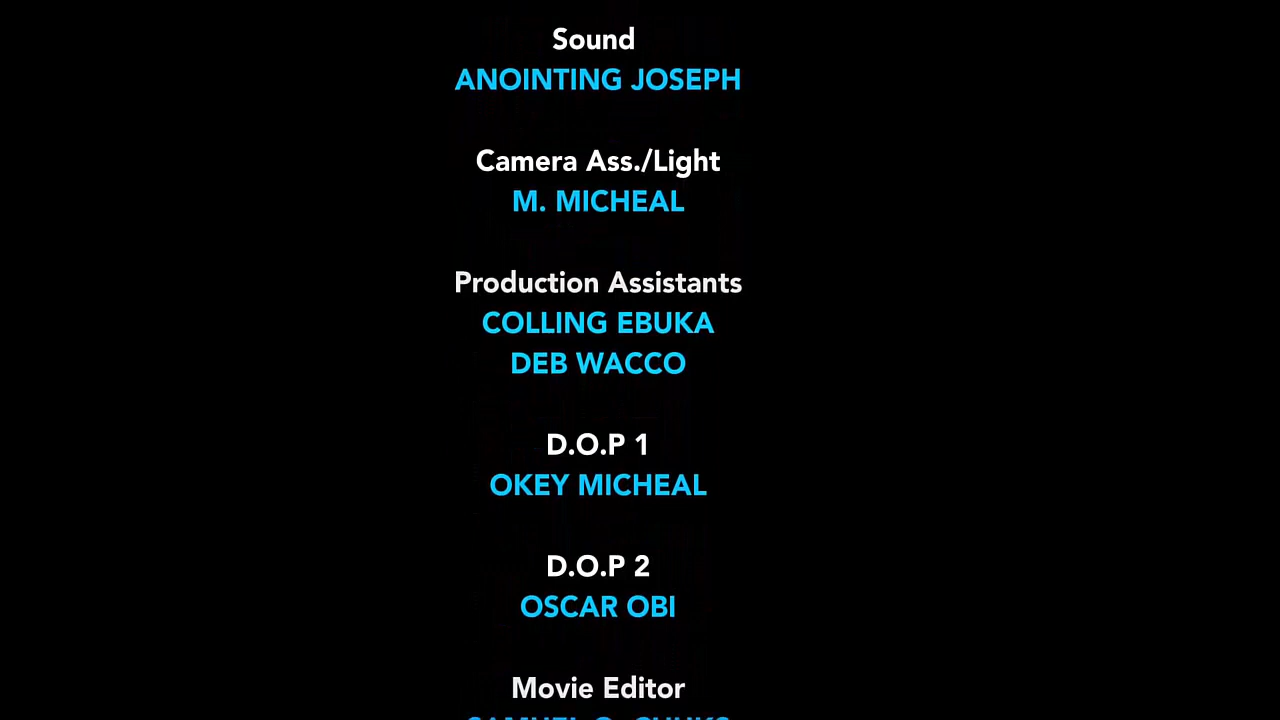 Sound
ANOINTING JOSEPH
Camera Ass./Light
M. MICHEAL
Production Assistants
COLLING EBUKA
DEB WACCO
D.O.P 1
OKEY MICHEAL
D.O.P 2
OSCAR OBI
Movie Editor